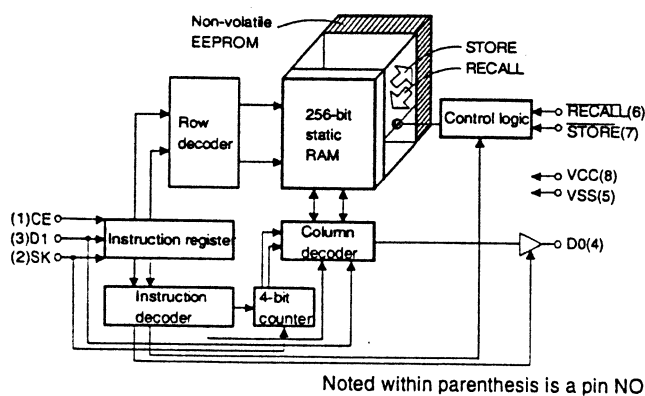 Non-volatile
EEPROM
STORE
RECALL
Row
decoder
256-bit
static
RAM
Control logic
RECALL(6)
STORE(7)
VCC(8)
VSS(5)
(1)CE
(3)D1
(2)SK
Instruction register
Column
decoder
D0(4)
Instruction
decoder
4-bit
counter
Noted within parenthesis is a pin NO